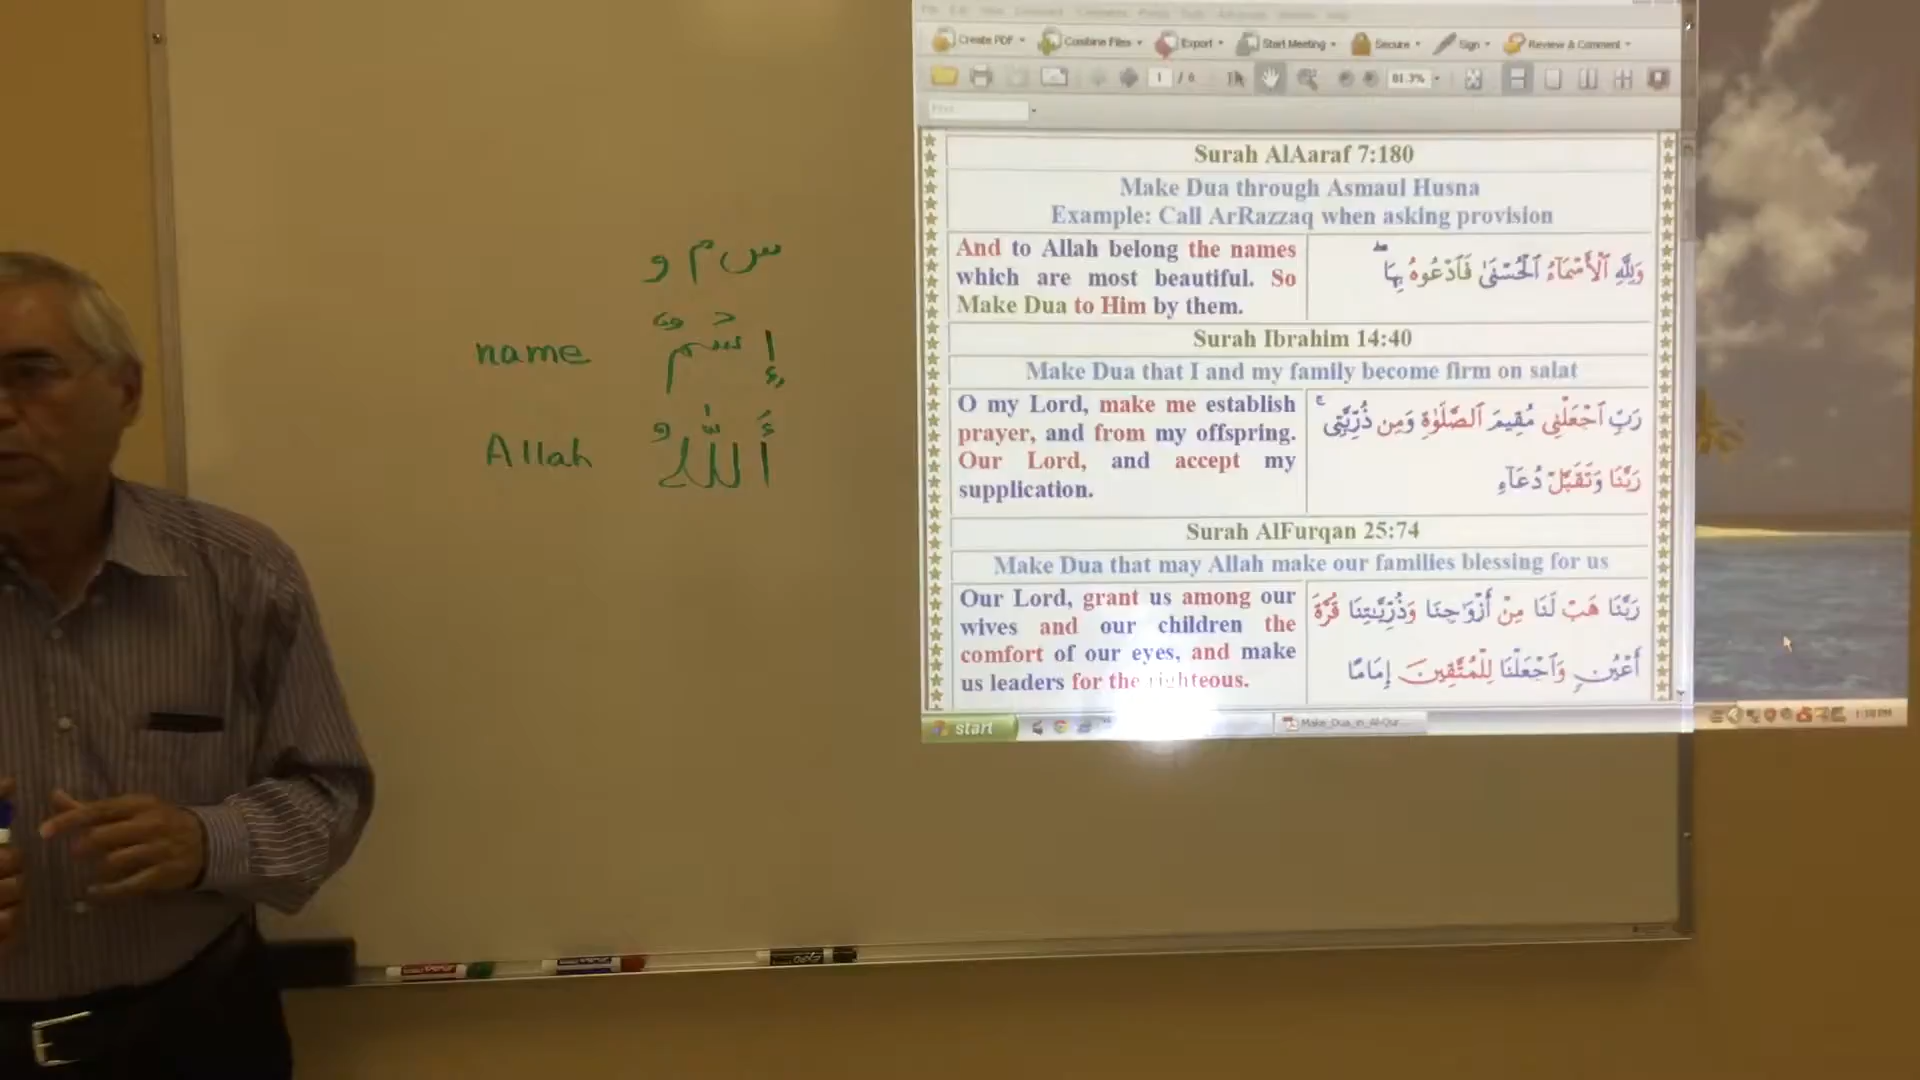 س م و
name إِسْمٌ
Allah أَللّٰهُ
Create PDF Combine Files Export Start Meeting Secure Sign Review & Comment
1 / 6 81.3%
Surah AlAaraf 7:180
Make Dua through Asmaul Husna
Example: Call ArRazzaq when asking provision
And to Allah belong the names
which are most beautiful. So
Make Dua to Him by them.
وَلِلَّهِ ٱلْأَسْمَآءُ ٱلْحُسْنَىٰ فَٱدْعُوهُ بِهَا ۖ
Surah Ibrahim 14:40
Make Dua that I and my family become firm on salat
O my Lord, make me establish
prayer, and from my offspring.
Our Lord, and accept my
supplication.
رَبِّ ٱجْعَلْنِى مُقِيمَ ٱلصَّلَوٰةِ وَمِن ذُرِّيَّتِى ۚ
رَبَّنَا وَتَقَبَّلْ دُعَآءِ
Surah AlFurqan 25:74
Make Dua that may Allah make our families blessing for us
Our Lord, grant us among our
wives and our children the
comfort of our eyes, and make
us leaders for the righteous.
رَبَّنَا هَبْ لَنَا مِنْ أَزْوَٰجِنَا وَذُرِّيَّـٰتِنَا قُرَّةَ
أَعْيُنٍ وَٱجْعَلْنَا لِلْمُتَّقِينَ إِمَامًا
start Make_Dua_in_Al-Qur